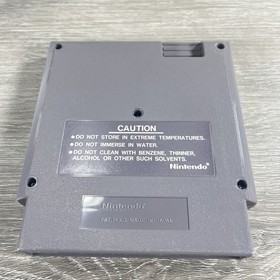 CAUTION
●DO NOT STORE IN EXTREME TEMPERATURES.
●DO NOT IMMERSE IN WATER.
●DO NOT CLEAN WITH BENZENE, THINNER,
ALCOHOL OR OTHER SUCH SOLVENTS.
Nintendo®
Nintendo